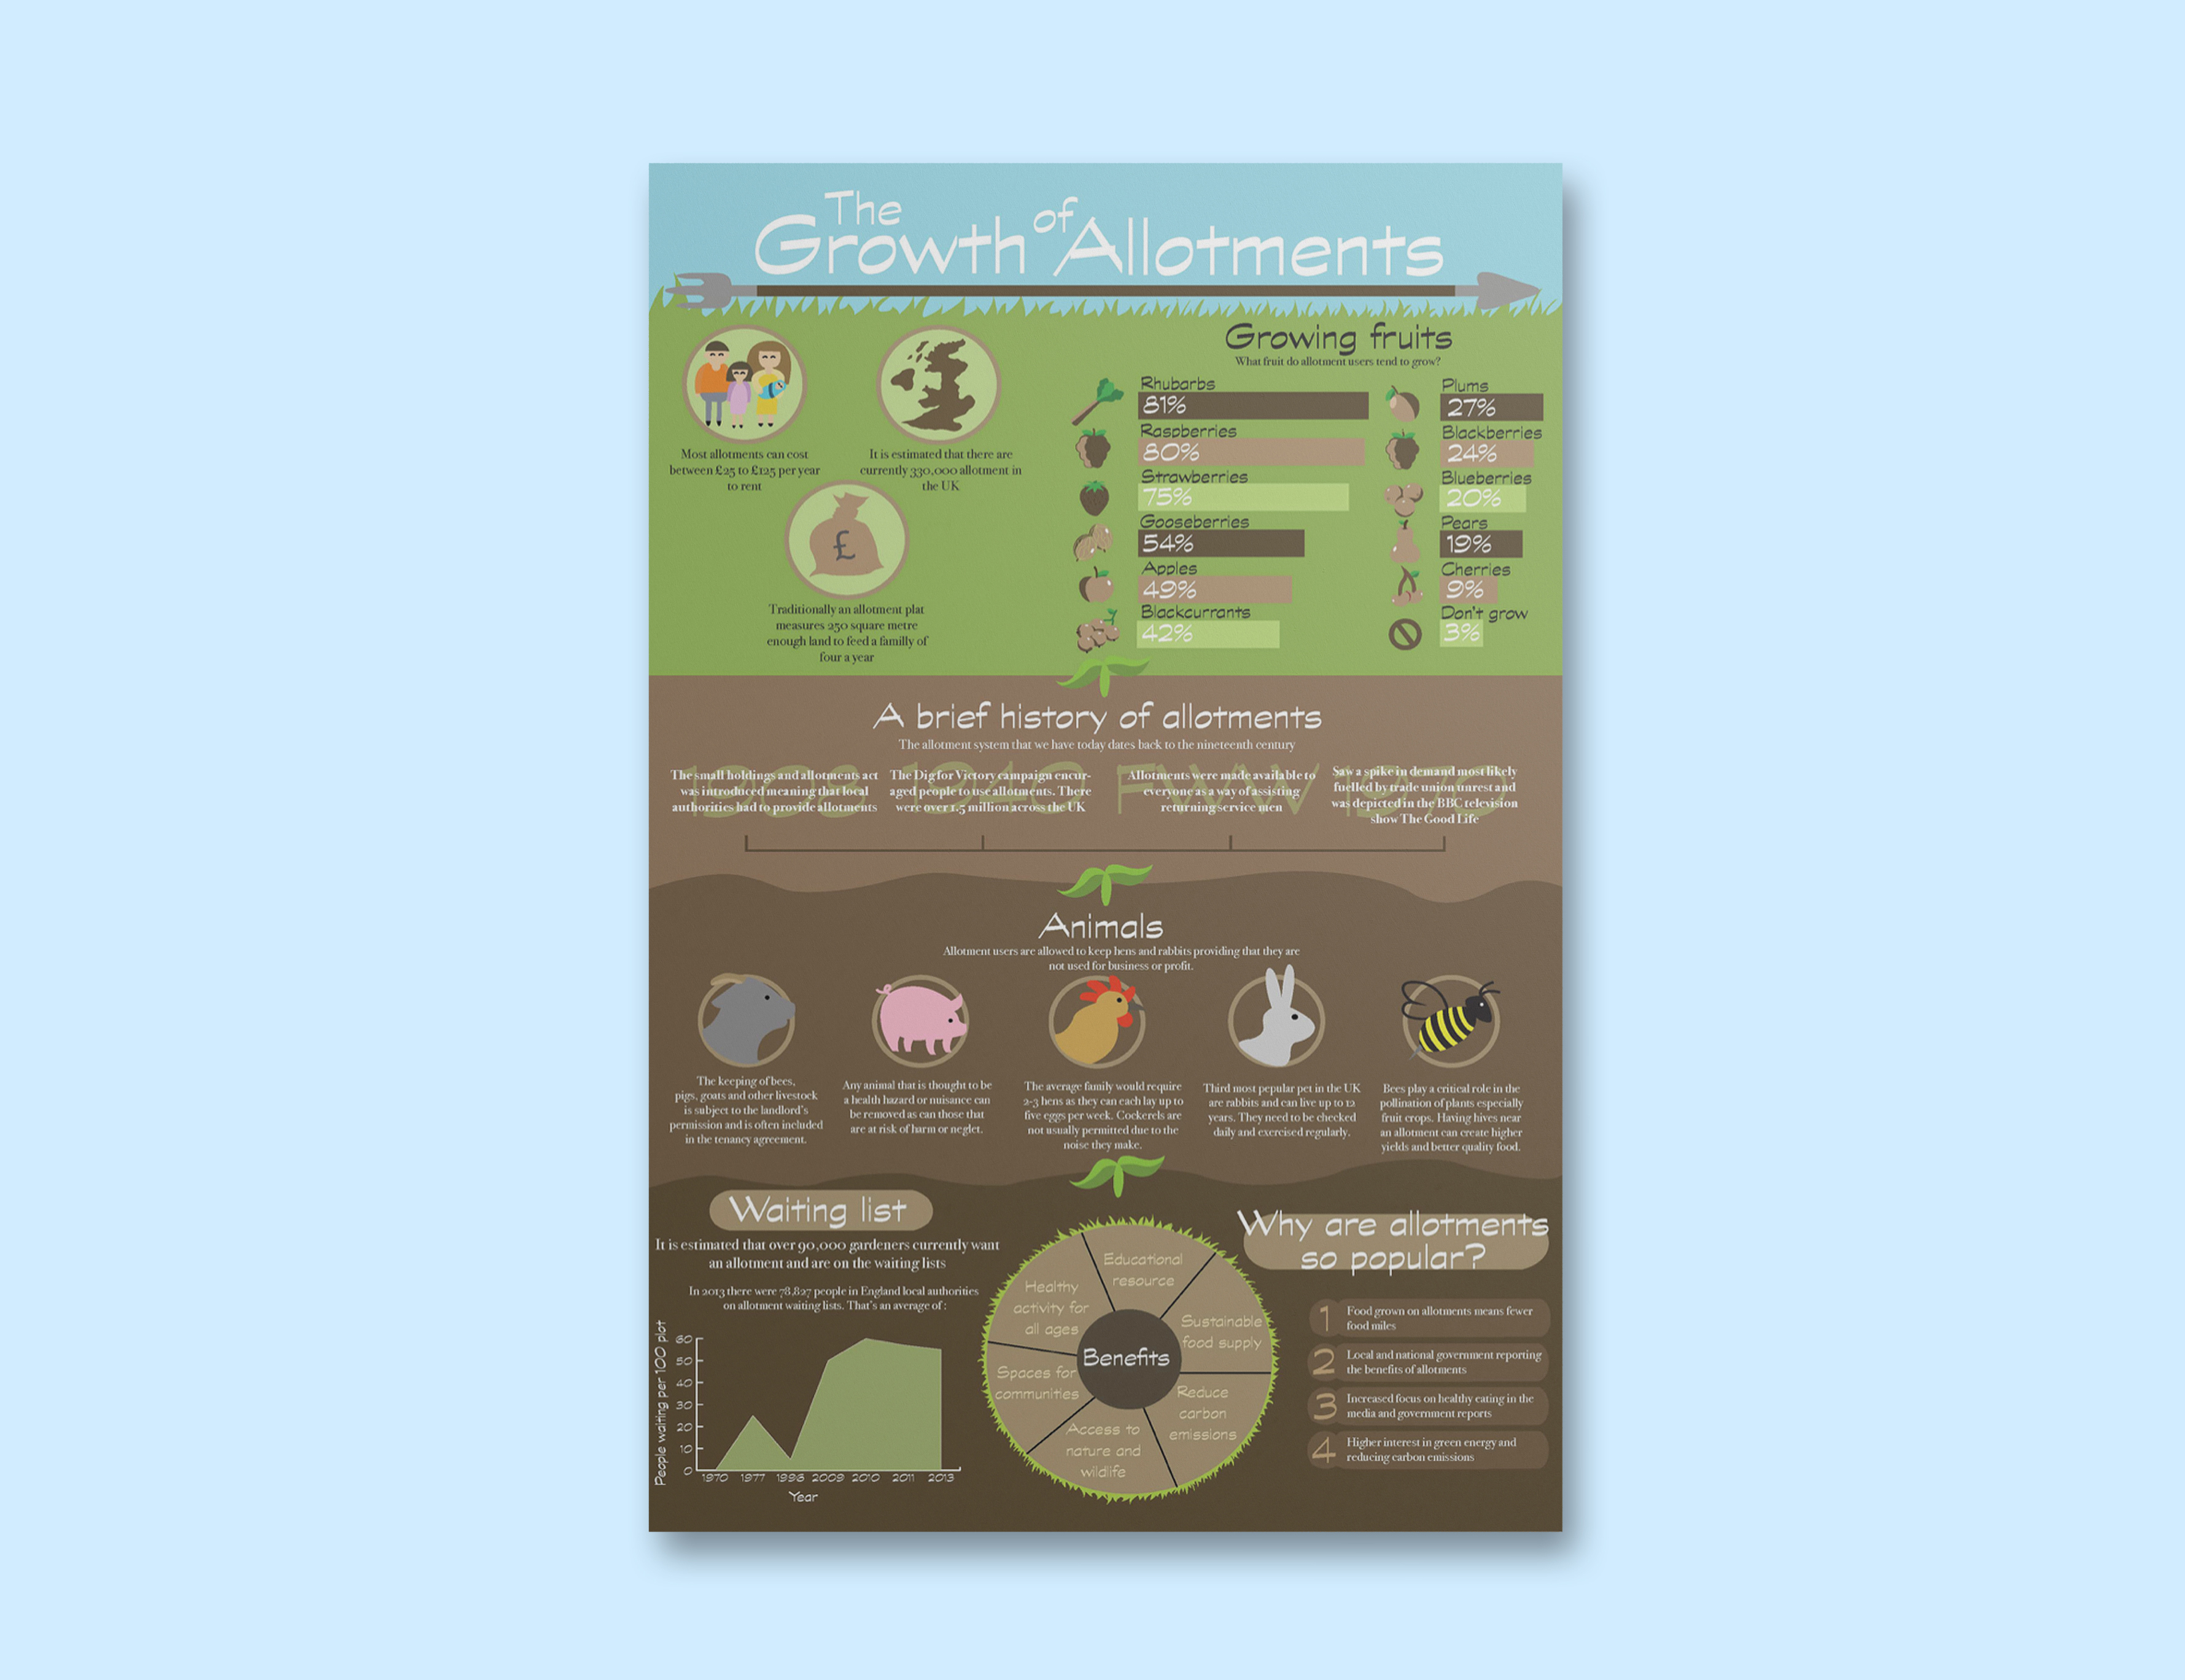 The
Growth of Allotments
Most allotments can cost
between £25 to £125 per year
to rent
It is estimated that there are
currently 330,000 allotment in
the UK
£
Traditionally an allotment plat
measures 250 square metre
enough land to feed a familly of
four a year
Growing fruits
What fruit do allotment users tend to grow?
Rhubarbs
81%
Raspberries
80%
Strawberries
75%
Gooseberries
54%
Apples
49%
Blackcurrants
42%
Plums
27%
Blackberries
24%
Blueberries
20%
Pears
19%
Cherries
9%
Don't grow
3%
A brief history of allotments
The allotment system that we have today dates back to the nineteenth century
1908
The small holdings and allotments act
was introduced meaning that local
authorities had to provide allotments
1940
The Dig for Victory campaign encur-
aged people to use allotments. There
were over 1.5 million across the UK
FWW
Allotments were made available to
everyone as a way of assisting
returning service men
1970
Saw a spike in demand most likely
fuelled by trade union unrest and
was depicted in the BBC television
show The Good Life
Animals
Allotment users are allowed to keep hens and rabbits providing that they are
not used for business or profit.
The keeping of bees,
pigs, goats and other livestock
is subject to the landlord's
permission and is often included
in the tenancy agreement.
Any animal that is thought to be
a health hazard or nuisance can
be removed as can those that
are at risk of harm or neglet.
The average family would require
2-3 hens as they can each lay up to
five eggs per week. Cockerels are
not usually permitted due to the
noise they make.
Third most pepular pet in the UK
are rabbits and can live up to 12
years. They need to be checked
daily and exercised regularly.
Bees play a critical role in the
pollination of plants especially
fruit crops. Having hives near
an allotment can create higher
yields and better quality food.
Waiting list
It is estimated that over 90,000 gardeners currently want
an allotment and are on the waiting lists
In 2013 there were 78,827 people in England local authorities
on allotment waiting lists. That's an average of :
People waiting per 100 plot
60
50
40
30
20
10
0
1970 1977 1996 2009 2010 2011 2013
Year
Benefits
Educational
resource
Sustainable
food supply
Reduce
carbon
emissions
Access to
nature and
wildlife
Spaces for
communities
Healthy
activity for
all ages
Why are allotments
so popular?
1
Food grown on allotments means fewer
food miles
2
Local and national government reporting
the benefits of allotments
3
Increased focus on healthy eating in the
media and government reports
4
Higher interest in green energy and
reducing carbon emissions